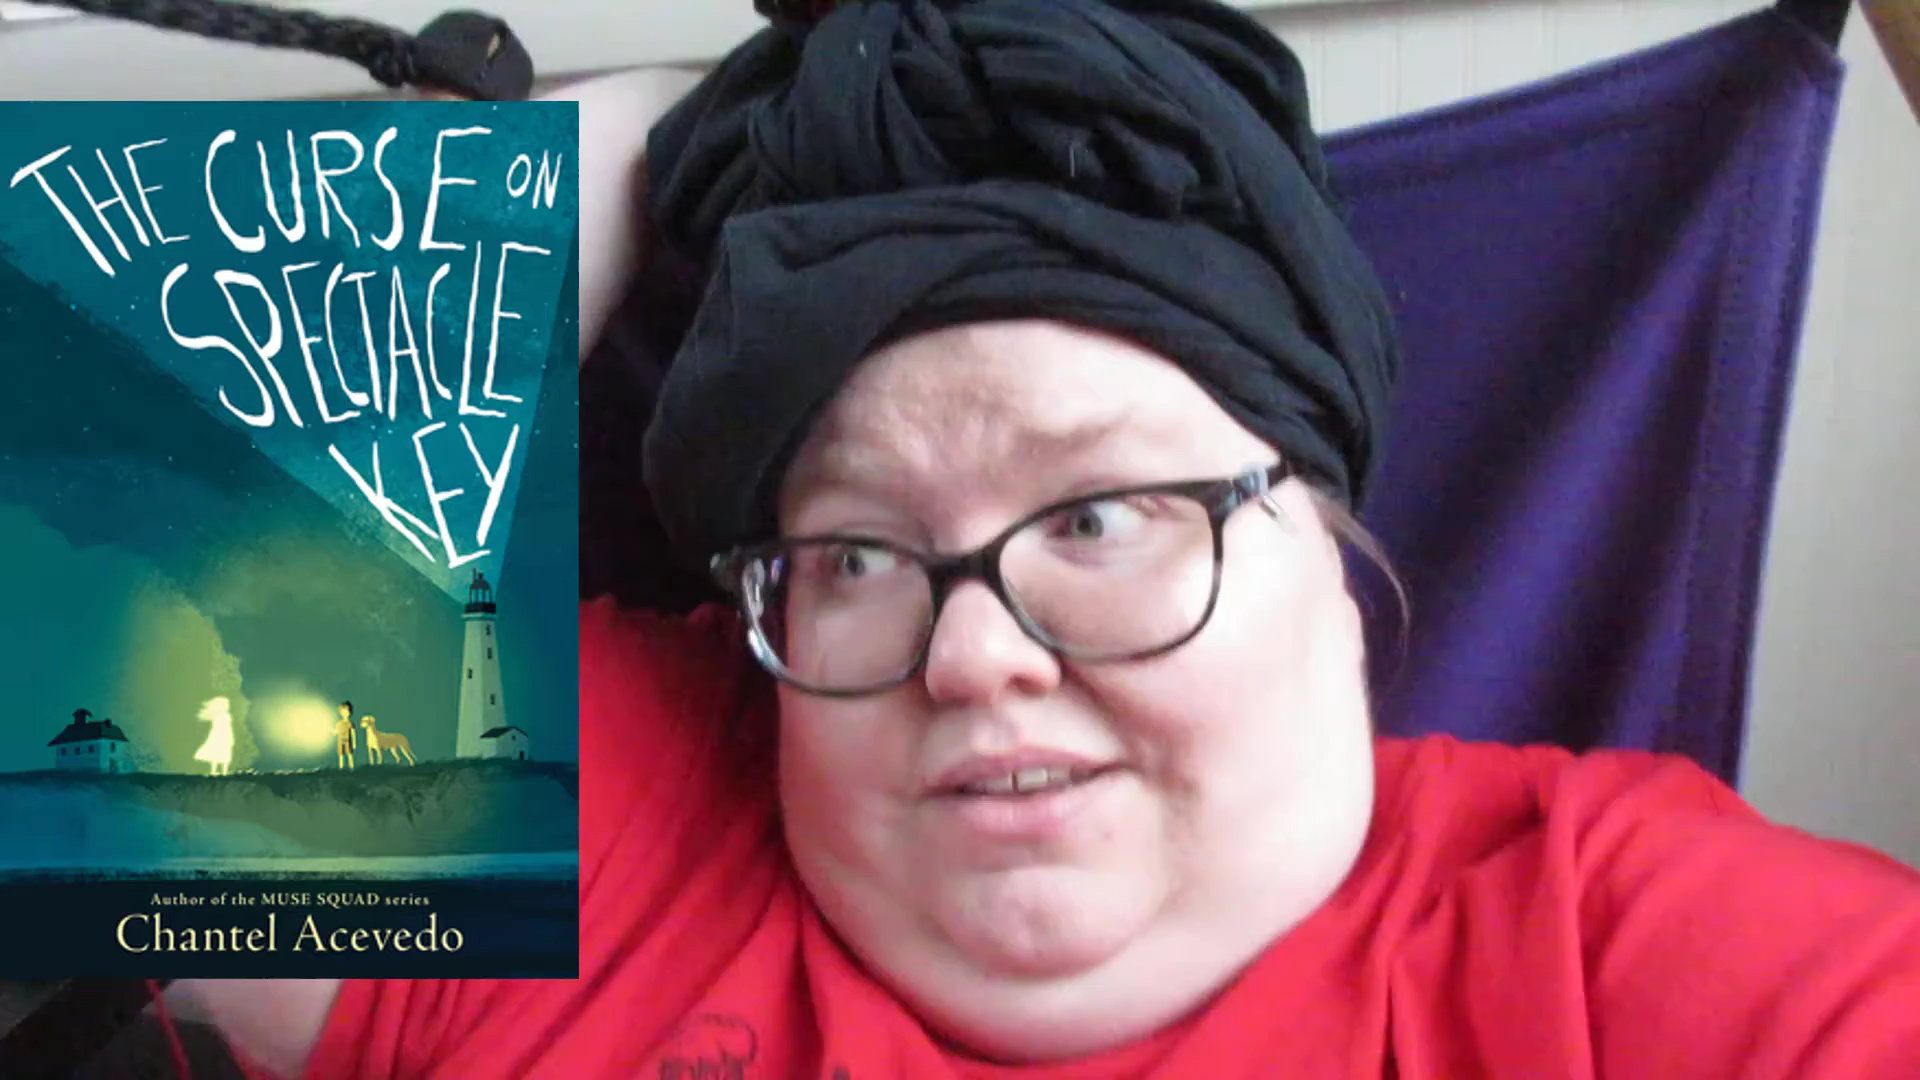 THE CURSE ON
SPECTACLE
KEY
Author of the MUSE SQUAD series
Chantel Acevedo